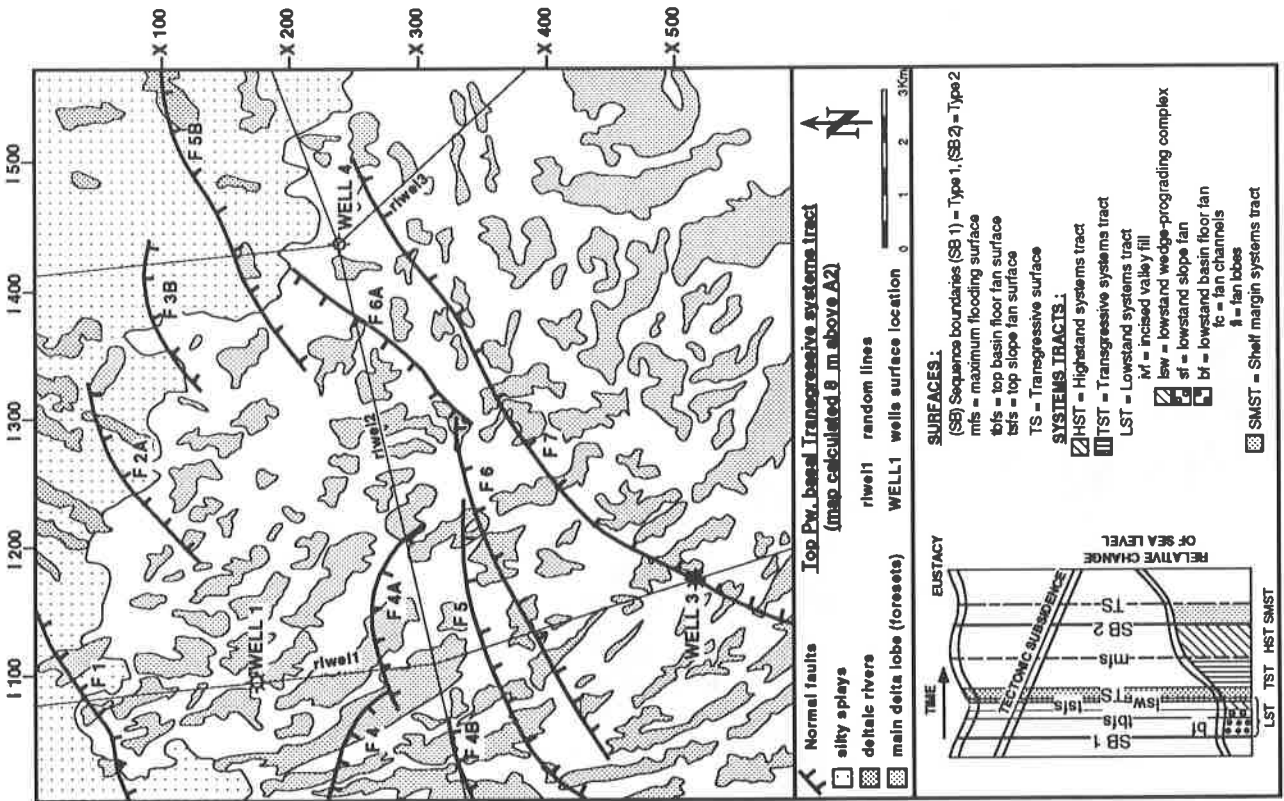 I 100
I 200
I 300
I 400
I 500
X 100
X 200
X 300
X 400
X 500
F 1
F 2A
F 3B
F 5B
WELL 1
WELL 4
F 4A
F 4
F 6A
rlwel1
rlwel2
rlwel3
F 4B
F 5
F 6
F 7
WELL 3
Normal faults
silty splays
deltaic rivers
main delta lobe (foresets)
Top Pw. basal Transgressive systems tract
(map calculated 8 m above A2)
rlwel1 random lines
WELL1 wells surface location
N
0 1 2 3 Km
TIME
EUSTACY
TECTONIC SUBSIDENCE
RELATIVE CHANGE
OF SEA LEVEL
SB 1
tbfs
tsfs
TS
mfs
SB 2
TS
bf
lsw
LST
TST
HST
SMST
SURFACES :
(SB) Sequence boundaries (SB 1) = Type 1, (SB 2) = Type 2
mfs = maximum flooding surface
tbfs = top basin floor fan surface
tsfs = top slope fan surface
TS = Transgressive surface
SYSTEMS TRACTS :
HST = Highstand systems tract
TST = Transgressive systems tract
LST = Lowstand systems tract
ivf = incised valley fill
lsw = lowstand wedge-prograding complex
sf = lowstand slope fan
bf = lowstand basin floor fan
fc = fan channels
fl = fan lobes
SMST = Shelf margin systems tract